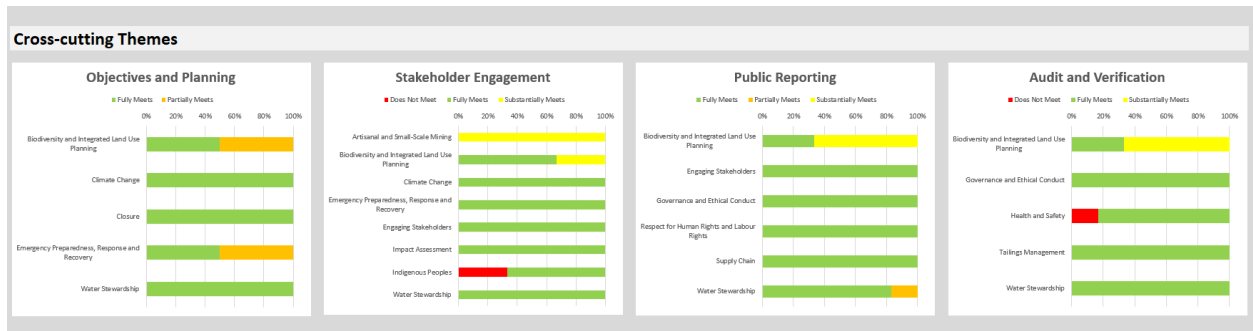 Cross-cutting Themes
Objectives and Planning
Fully Meets Partially Meets
0% 20% 40% 60% 80% 100%
Biodiversity and Integrated Land Use
Planning
Climate Change
Closure
Emergency Preparedness, Response and
Recovery
Water Stewardship
Stakeholder Engagement
Does Not Meet Fully Meets Substantially Meets
0% 20% 40% 60% 80% 100%
Artisanal and Small-Scale Mining
Biodiversity and Integrated Land Use
Planning
Climate Change
Emergency Preparedness, Response and
Recovery
Engaging Stakeholders
Impact Assessment
Indigenous Peoples
Water Stewardship
Public Reporting
Fully Meets Partially Meets Substantially Meets
0% 20% 40% 60% 80% 100%
Biodiversity and Integrated Land Use
Planning
Engaging Stakeholders
Governance and Ethical Conduct
Respect for Human Rights and Labour
Rights
Supply Chain
Water Stewardship
Audit and Verification
Does Not Meet Fully Meets Substantially Meets
0% 20% 40% 60% 80% 100%
Biodiversity and Integrated Land Use
Planning
Governance and Ethical Conduct
Health and Safety
Tailings Management
Water Stewardship